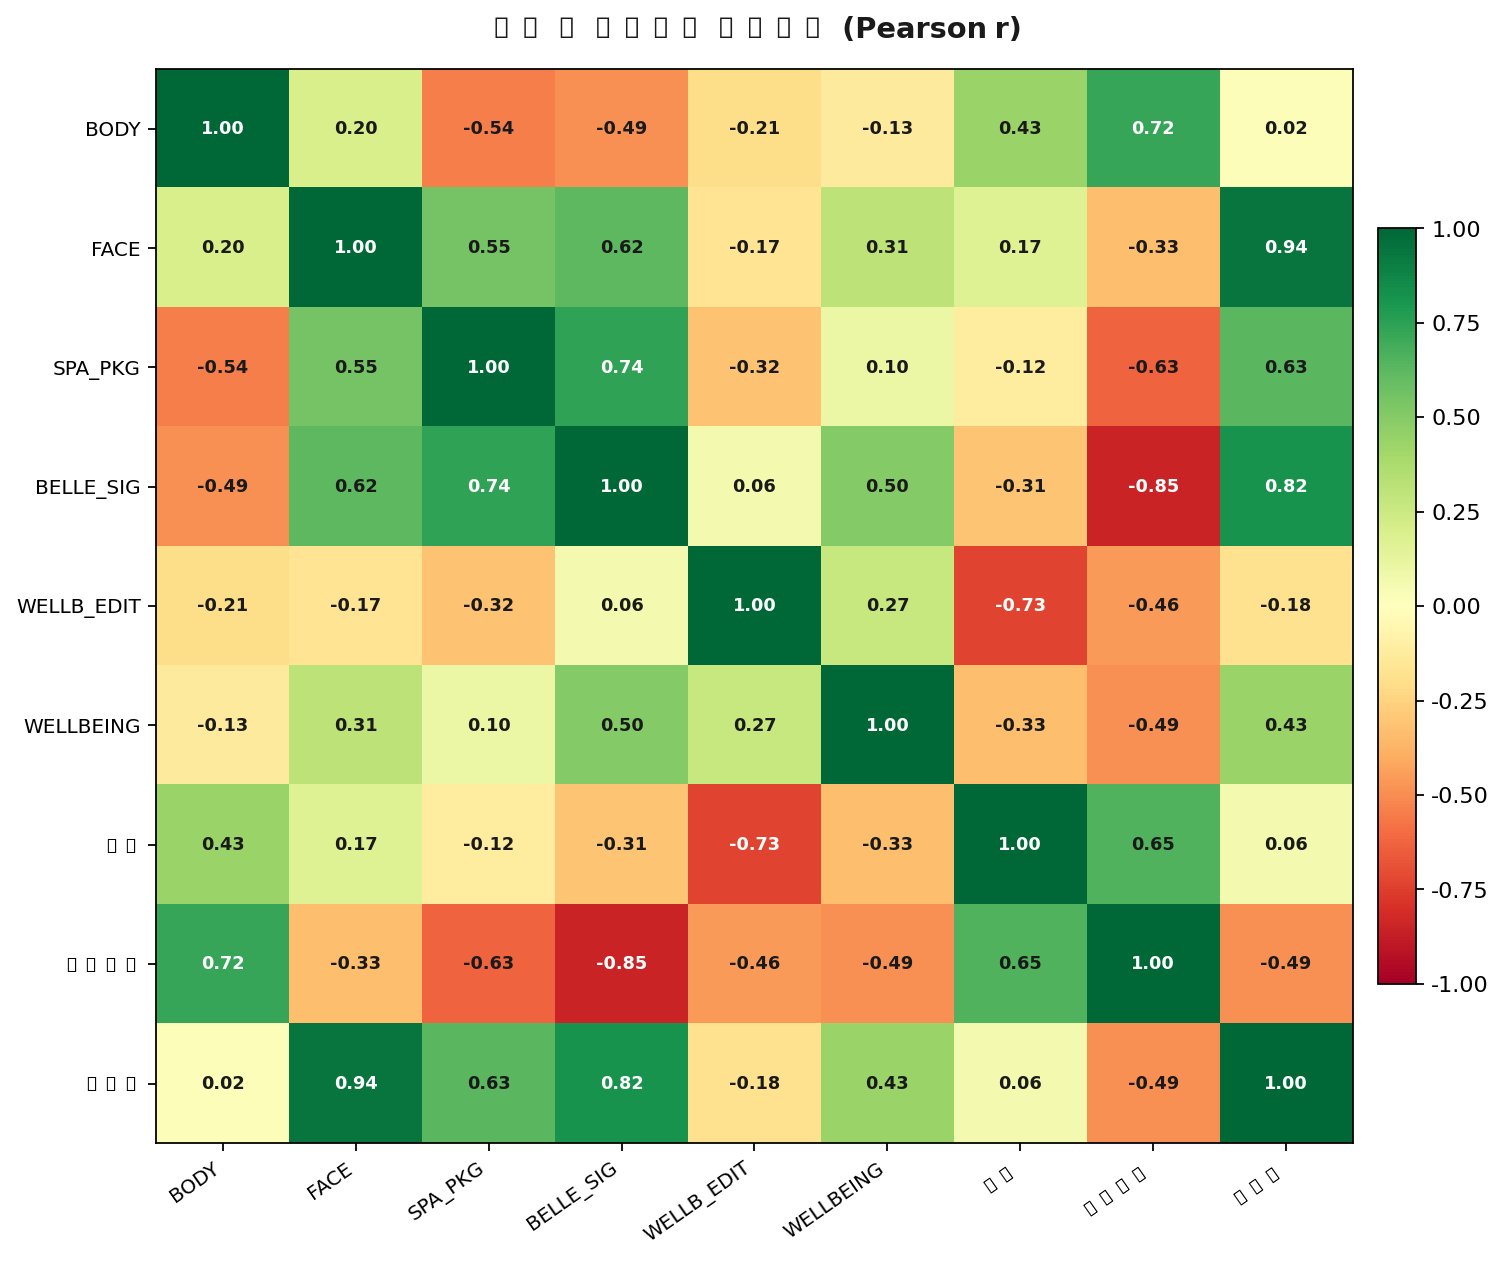 (Pearson r)
BODY 1.00 0.20 -0.54 -0.49 -0.21 -0.13 0.43 0.72 0.02
FACE 0.20 1.00 0.55 0.62 -0.17 0.31 0.17 -0.33 0.94
SPA_PKG -0.54 0.55 1.00 0.74 -0.32 0.10 -0.12 -0.63 0.63
BELLE_SIG -0.49 0.62 0.74 1.00 0.06 0.50 -0.31 -0.85 0.82
WELLB_EDIT -0.21 -0.17 -0.32 0.06 1.00 0.27 -0.73 -0.46 -0.18
WELLBEING -0.13 0.31 0.10 0.50 0.27 1.00 -0.33 -0.49 0.43
0.43 0.17 -0.12 -0.31 -0.73 -0.33 1.00 0.65 0.06
0.72 -0.33 -0.63 -0.85 -0.46 -0.49 0.65 1.00 -0.49
0.02 0.94 0.63 0.82 -0.18 0.43 0.06 -0.49 1.00
BODY FACE SPA_PKG BELLE_SIG WELLB_EDIT WELLBEING
1.00
0.75
0.50
0.25
0.00
-0.25
-0.50
-0.75
-1.00